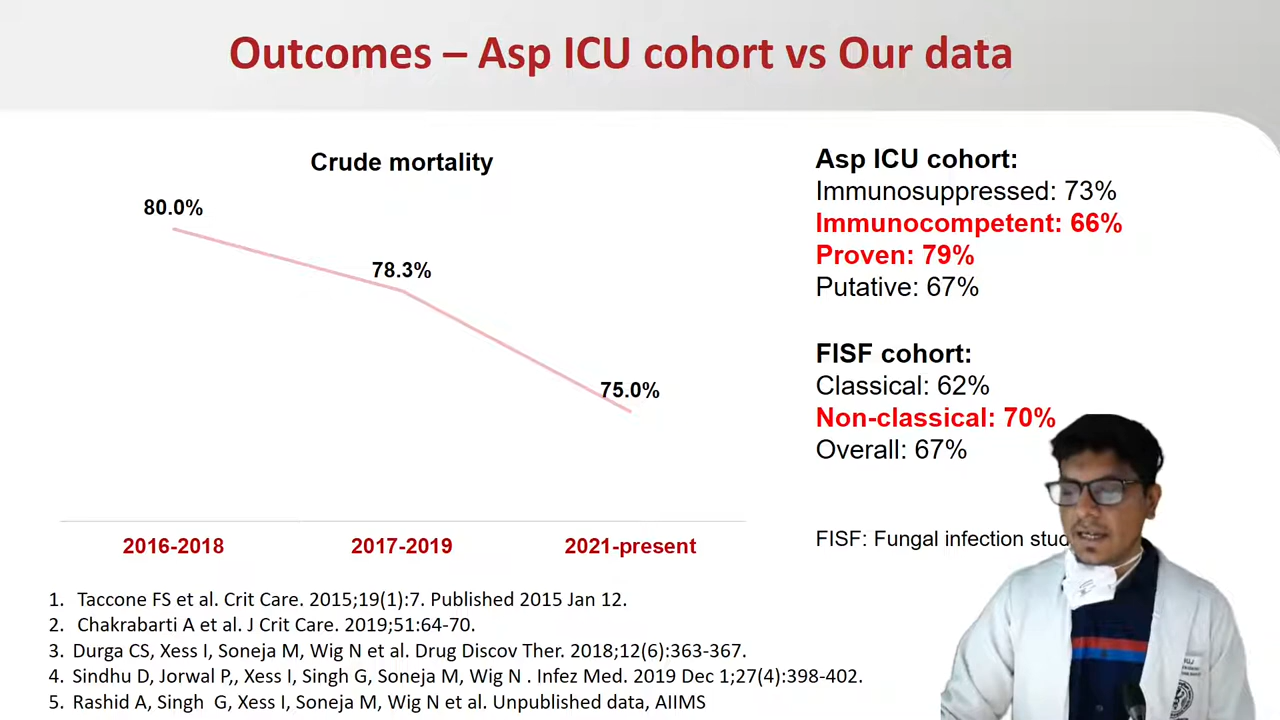 Outcomes – Asp ICU cohort vs Our data
Crude mortality
80.0%
78.3%
75.0%
2016-2018
2017-2019
2021-present
Asp ICU cohort:
Immunosuppressed: 73%
Immunocompetent: 66%
Proven: 79%
Putative: 67%
FISF cohort:
Classical: 62%
Non-classical: 70%
Overall: 67%
FISF: Fungal infection
1. Taccone FS et al. Crit Care. 2015;19(1):7. Published 2015 Jan 12.
2. Chakrabarti A et al. J Crit Care. 2019;51:64-70.
3. Durga CS, Xess I, Soneja M, Wig N et al. Drug Discov Ther. 2018;12(6):363-367.
4. Sindhu D, Jorwal P,, Xess I, Singh G, Soneja M, Wig N . Infez Med. 2019 Dec 1;27(4):398-402.
5. Rashid A, Singh G, Xess I, Soneja M, Wig N et al. Unpublished data, AIIMS